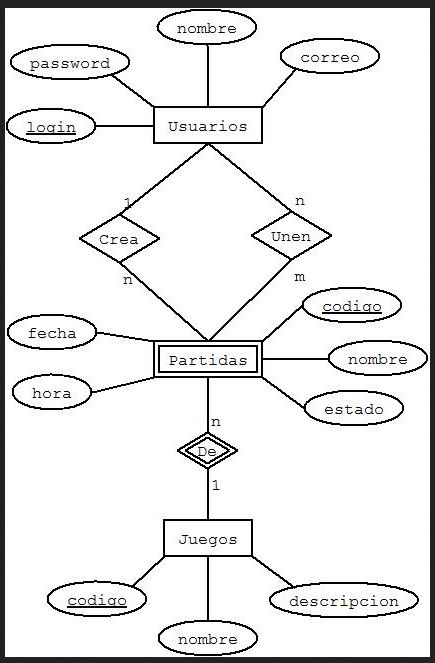 nombre
password
correo
login
Usuarios
1
n
Crea
Unen
n
m
codigo
fecha
Partidas
nombre
hora
estado
n
De
1
Juegos
codigo
descripcion
nombre